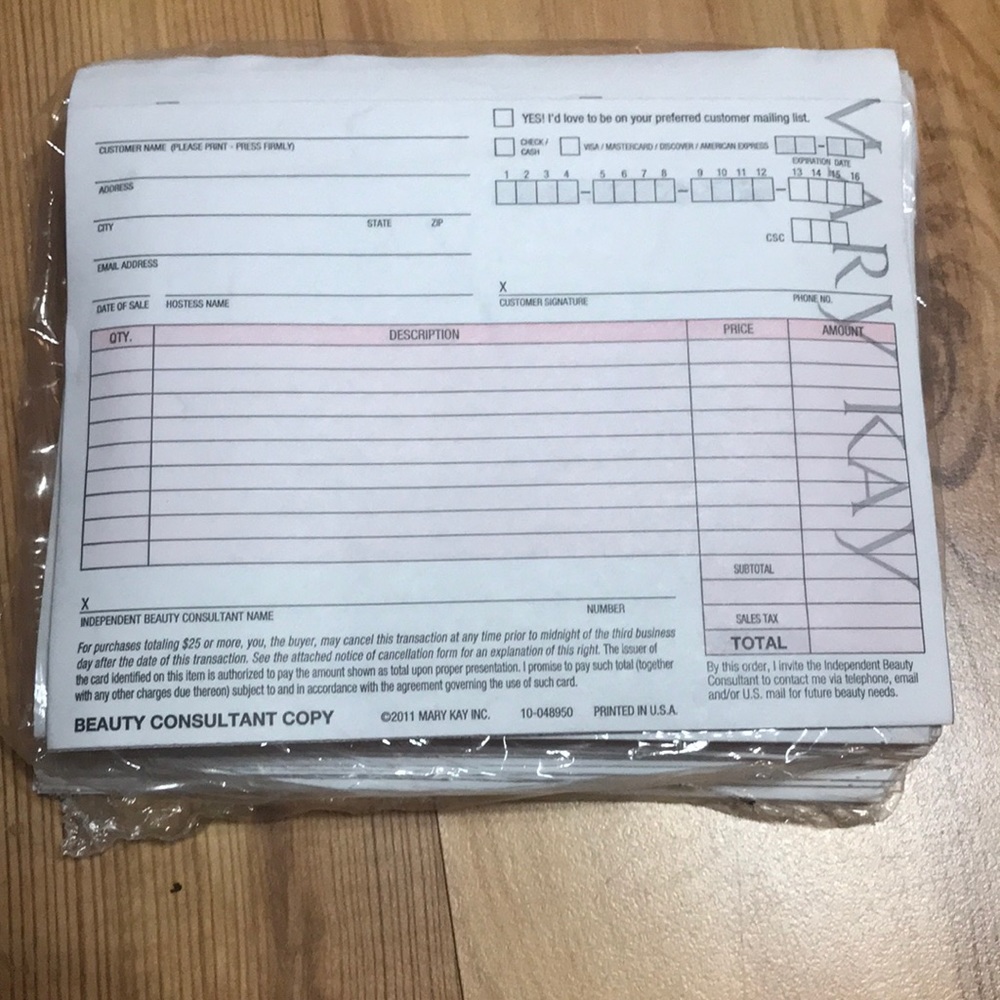 YES! I'd love to be on your preferred customer mailing list.
CUSTOMER NAME (PLEASE PRINT - PRESS FIRMLY)
CHECK / CASH
VISA / MASTERCARD / DISCOVER / AMERICAN EXPRESS
EXPIRATION DATE
1 2 3 4 5 6 7 8 9 10 11 12 13 14 15 16
ADDRESS
CITY STATE ZIP
CSC
EMAIL ADDRESS
X
DATE OF SALE HOSTESS NAME CUSTOMER SIGNATURE PHONE NO.
MARY KAY
QTY. DESCRIPTION PRICE AMOUNT
SUBTOTAL
SALES TAX
TOTAL
X
INDEPENDENT BEAUTY CONSULTANT NAME NUMBER
For purchases totaling $25 or more, you, the buyer, may cancel this transaction at any time prior to midnight of the third business
day after the date of this transaction. See the attached notice of cancellation form for an explanation of this right. The issuer of
the card identified on this item is authorized to pay the amount shown as total upon proper presentation. I promise to pay such total (together
with any other charges due thereon) subject to and in accordance with the agreement governing the use of such card.
By this order, I invite the Independent Beauty
Consultant to contact me via telephone, email
and/or U.S. mail for future beauty needs.
BEAUTY CONSULTANT COPY ©2011 MARY KAY INC. 10-048950 PRINTED IN U.S.A.